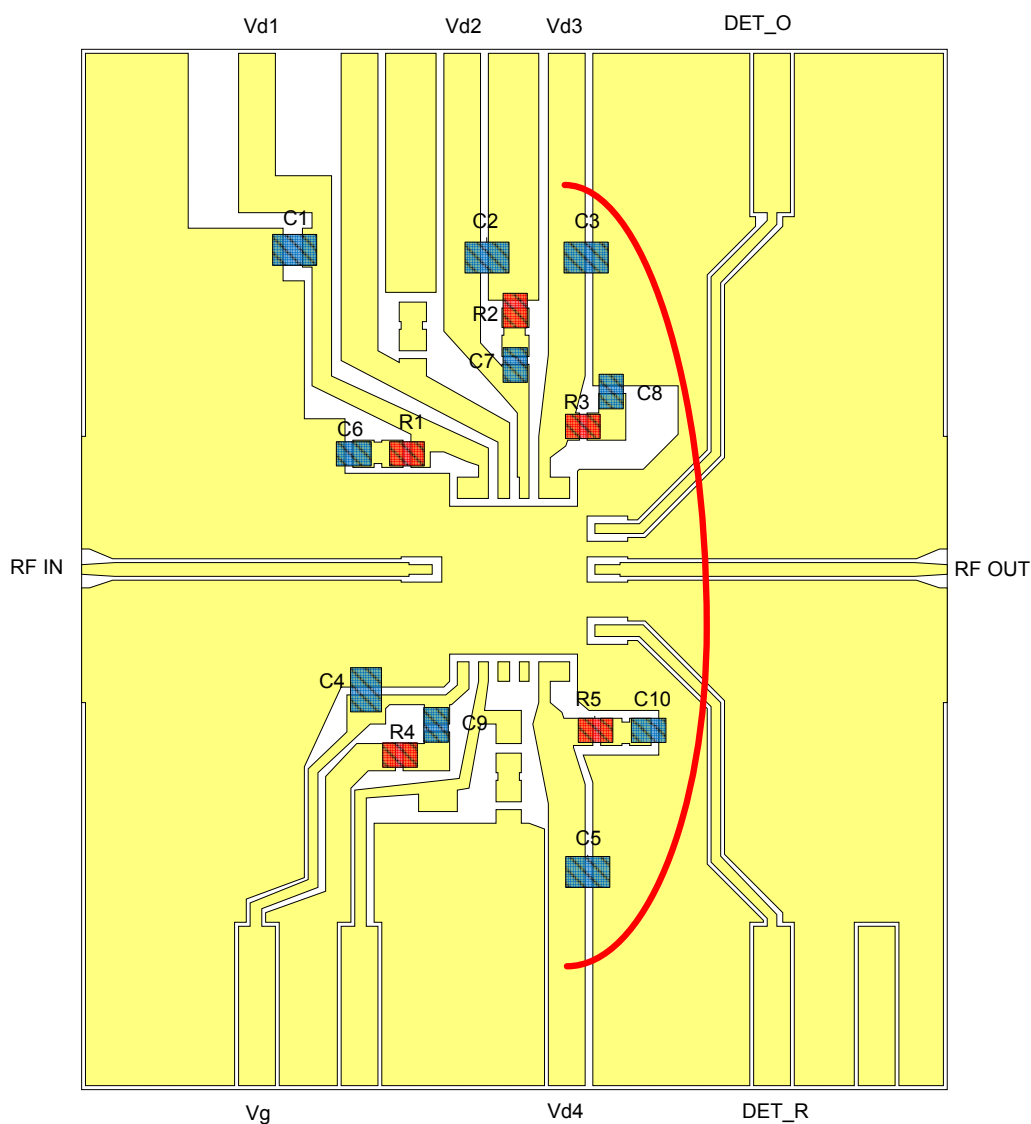 Vd1
Vd2
Vd3
DET_O
C1
C2
C3
R2
C7
C8
R3
R1
C6
RF IN
RF OUT
C4
R5
C10
C9
R4
C5
Vg
Vd4
DET_R